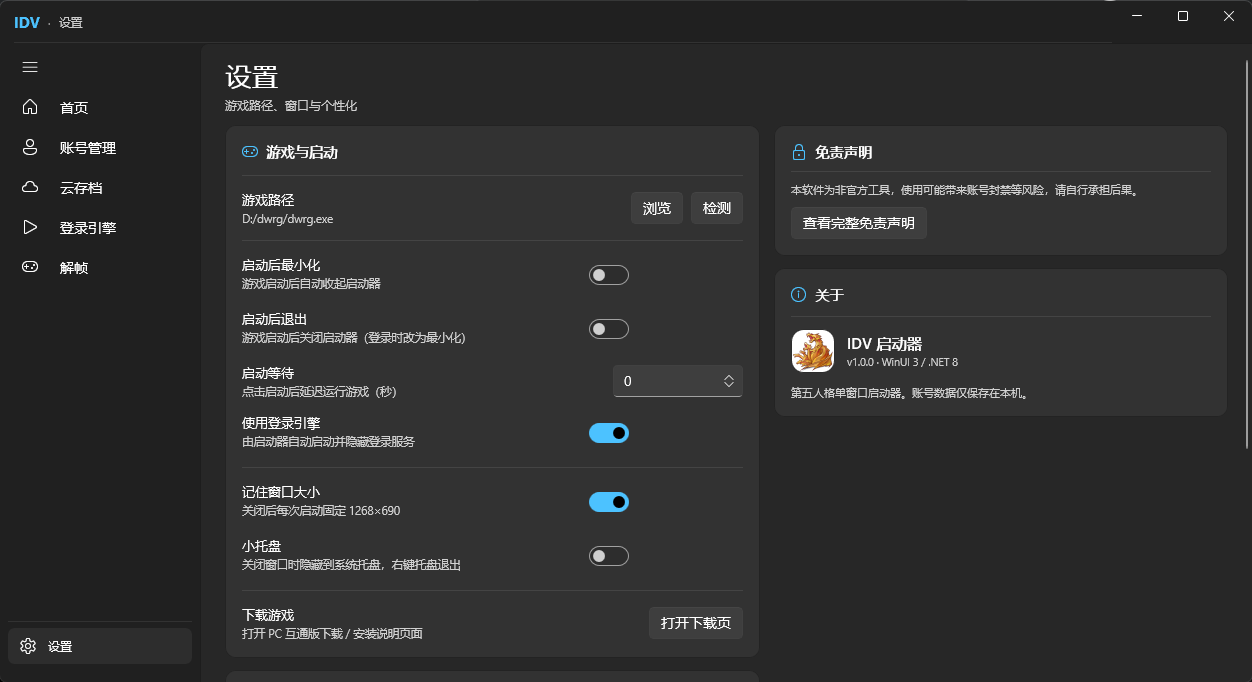 IDV · 设置
首页
账号管理
云存档
登录引擎
解帧
设置
设置
游戏路径、窗口与个性化
游戏与启动
游戏路径
D:/dwrg/dwrg.exe
浏览
检测
启动后最小化
游戏启动后自动收起启动器
启动后退出
游戏启动后关闭启动器（登录时改为最小化）
启动等待
点击启动后延迟运行游戏（秒）
0
使用登录引擎
由启动器自动启动并隐藏登录服务
记住窗口大小
关闭后每次启动固定 1268×690
小托盘
关闭窗口时隐藏到系统托盘，右键托盘退出
下载游戏
打开 PC 互通版下载 / 安装说明页面
打开下载页
免责声明
本软件为非官方工具，使用可能带来账号封禁等风险，请自行承担后果。
查看完整免责声明
关于
IDV 启动器
v1.0.0 · WinUI 3 / .NET 8
第五人格单窗口启动器。账号数据仅保存在本机。